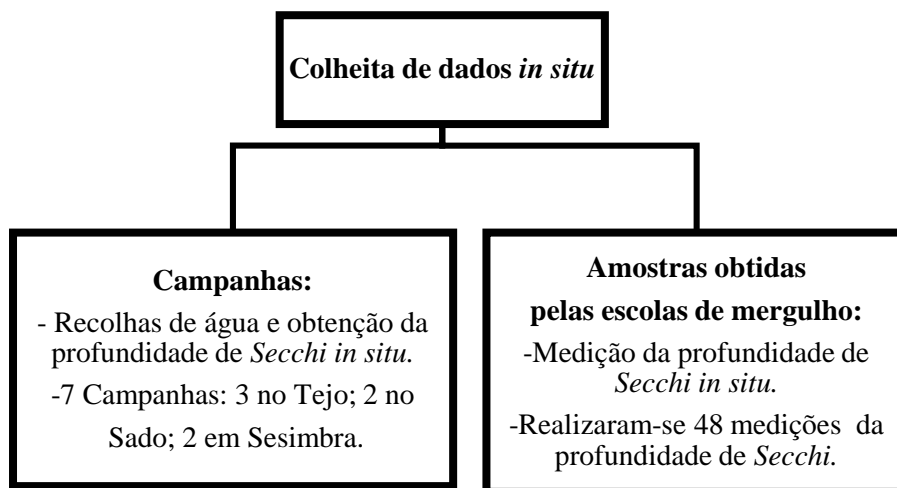 Colheita de dados in situ
Campanhas:
- Recolhas de água e obtenção da
profundidade de Secchi in situ.
-7 Campanhas: 3 no Tejo; 2 no
Sado; 2 em Sesimbra.
Amostras obtidas
pelas escolas de mergulho:
-Medição da profundidade de
Secchi in situ.
-Realizaram-se 48 medições da
profundidade de Secchi.